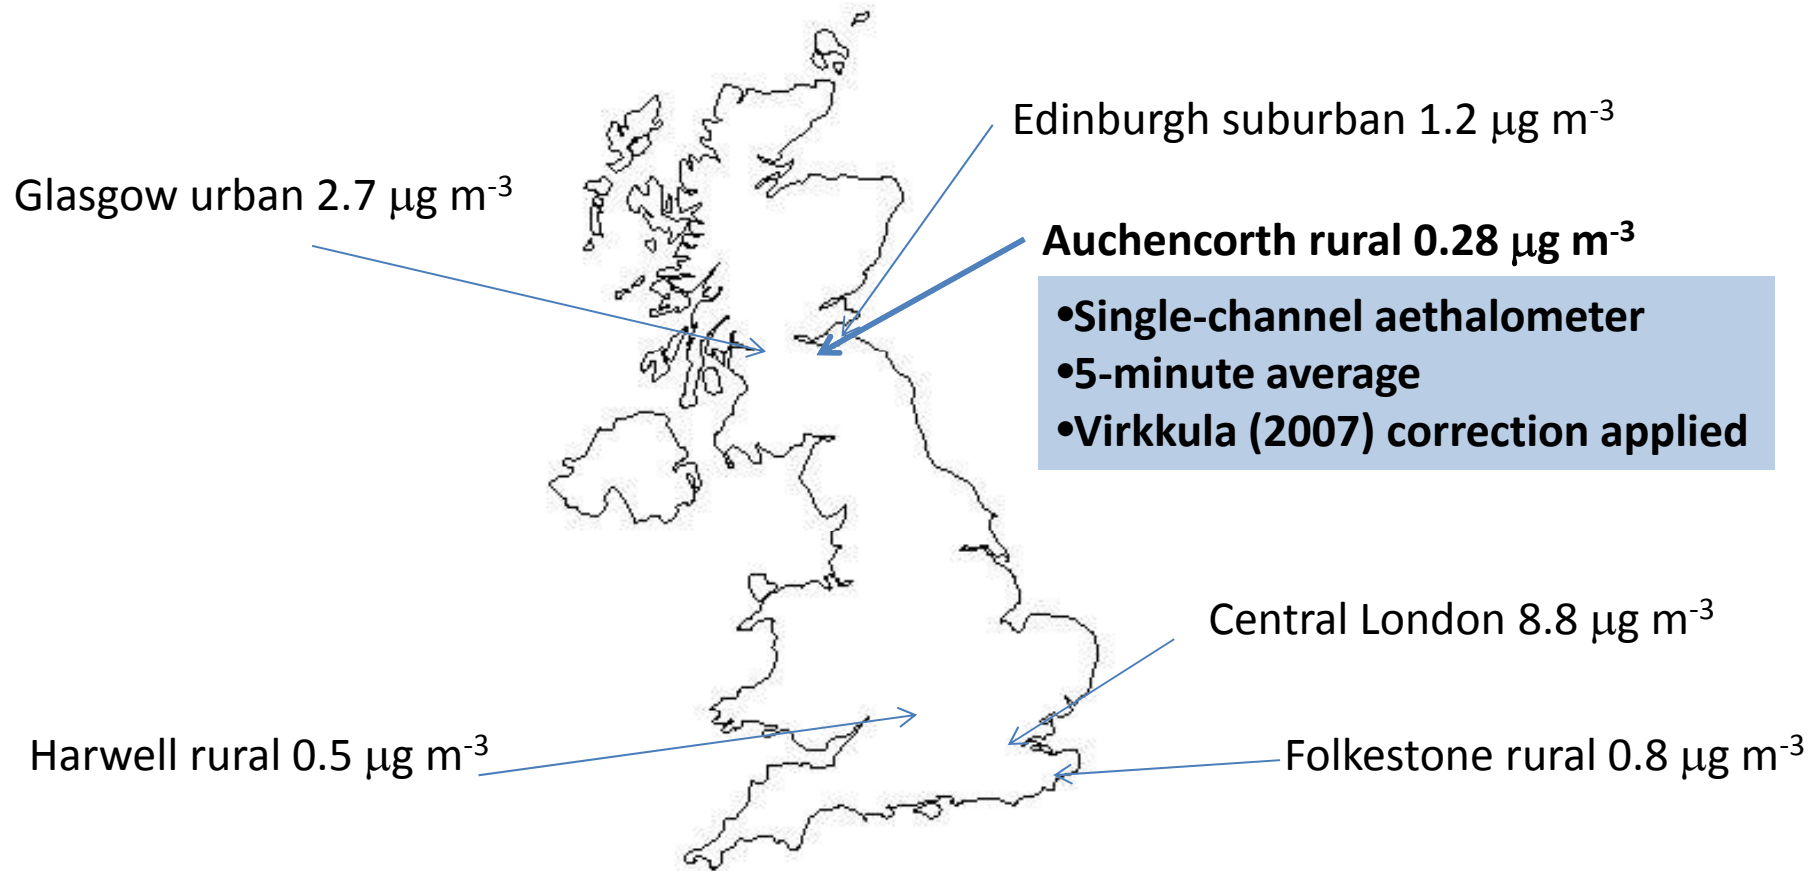 Edinburgh suburban 1.2 μg m-3
Glasgow urban 2.7 μg m-3
Auchencorth rural 0.28 μg m-3
•Single-channel aethalometer
•5-minute average
•Virkkula (2007) correction applied
Central London 8.8 μg m-3
Harwell rural 0.5 μg m-3
Folkestone rural 0.8 μg m-3